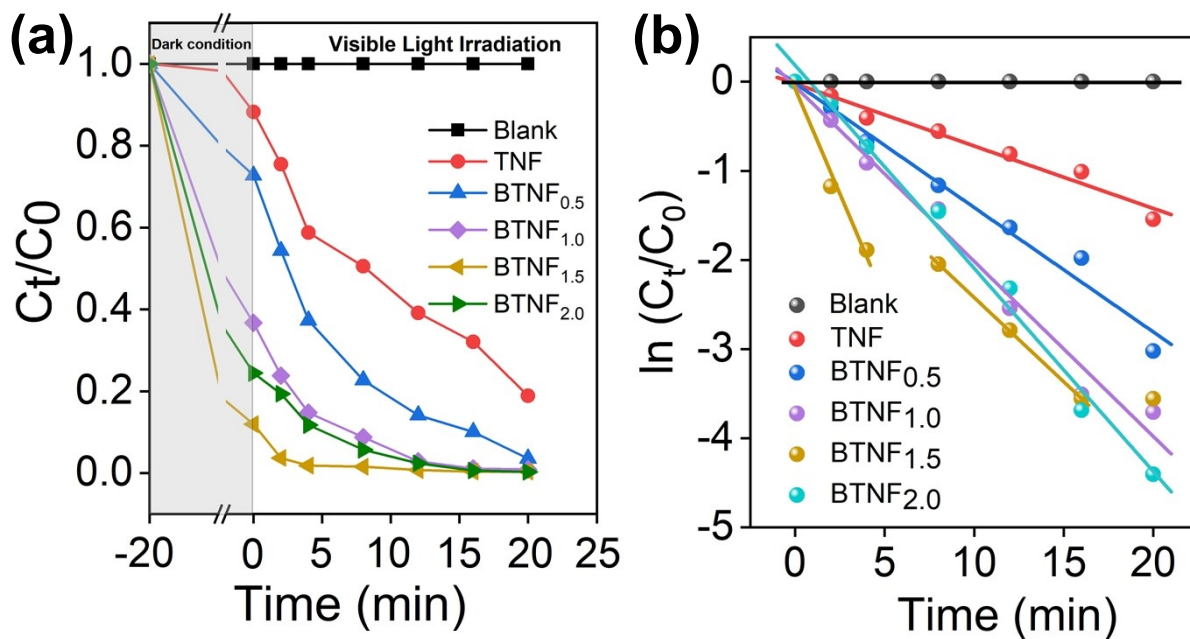 (a)
Dark condition
Visible Light Irradiation
Blank
TNF
BTNF0.5
BTNF1.0
BTNF1.5
BTNF2.0
1.0
0.8
0.6
0.4
0.2
0.0
Ct/C0
-20 0 5 10 15 20 25
Time (min)
(b)
0
-1
-2
-3
-4
-5
ln (Ct/C0)
Blank
TNF
BTNF0.5
BTNF1.0
BTNF1.5
BTNF2.0
0 5 10 15 20
Time (min)